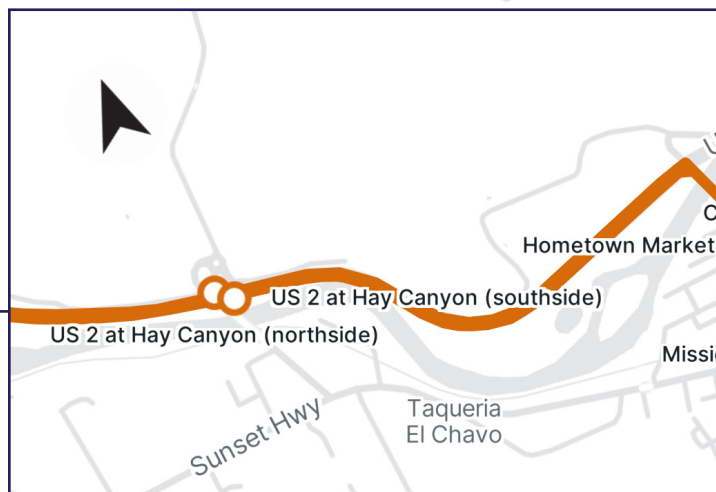 U
C
Hometown Market
US 2 at Hay Canyon (southside)
US 2 at Hay Canyon (northside)
Missi
Sunset Hwy
Taqueria
El Chavo